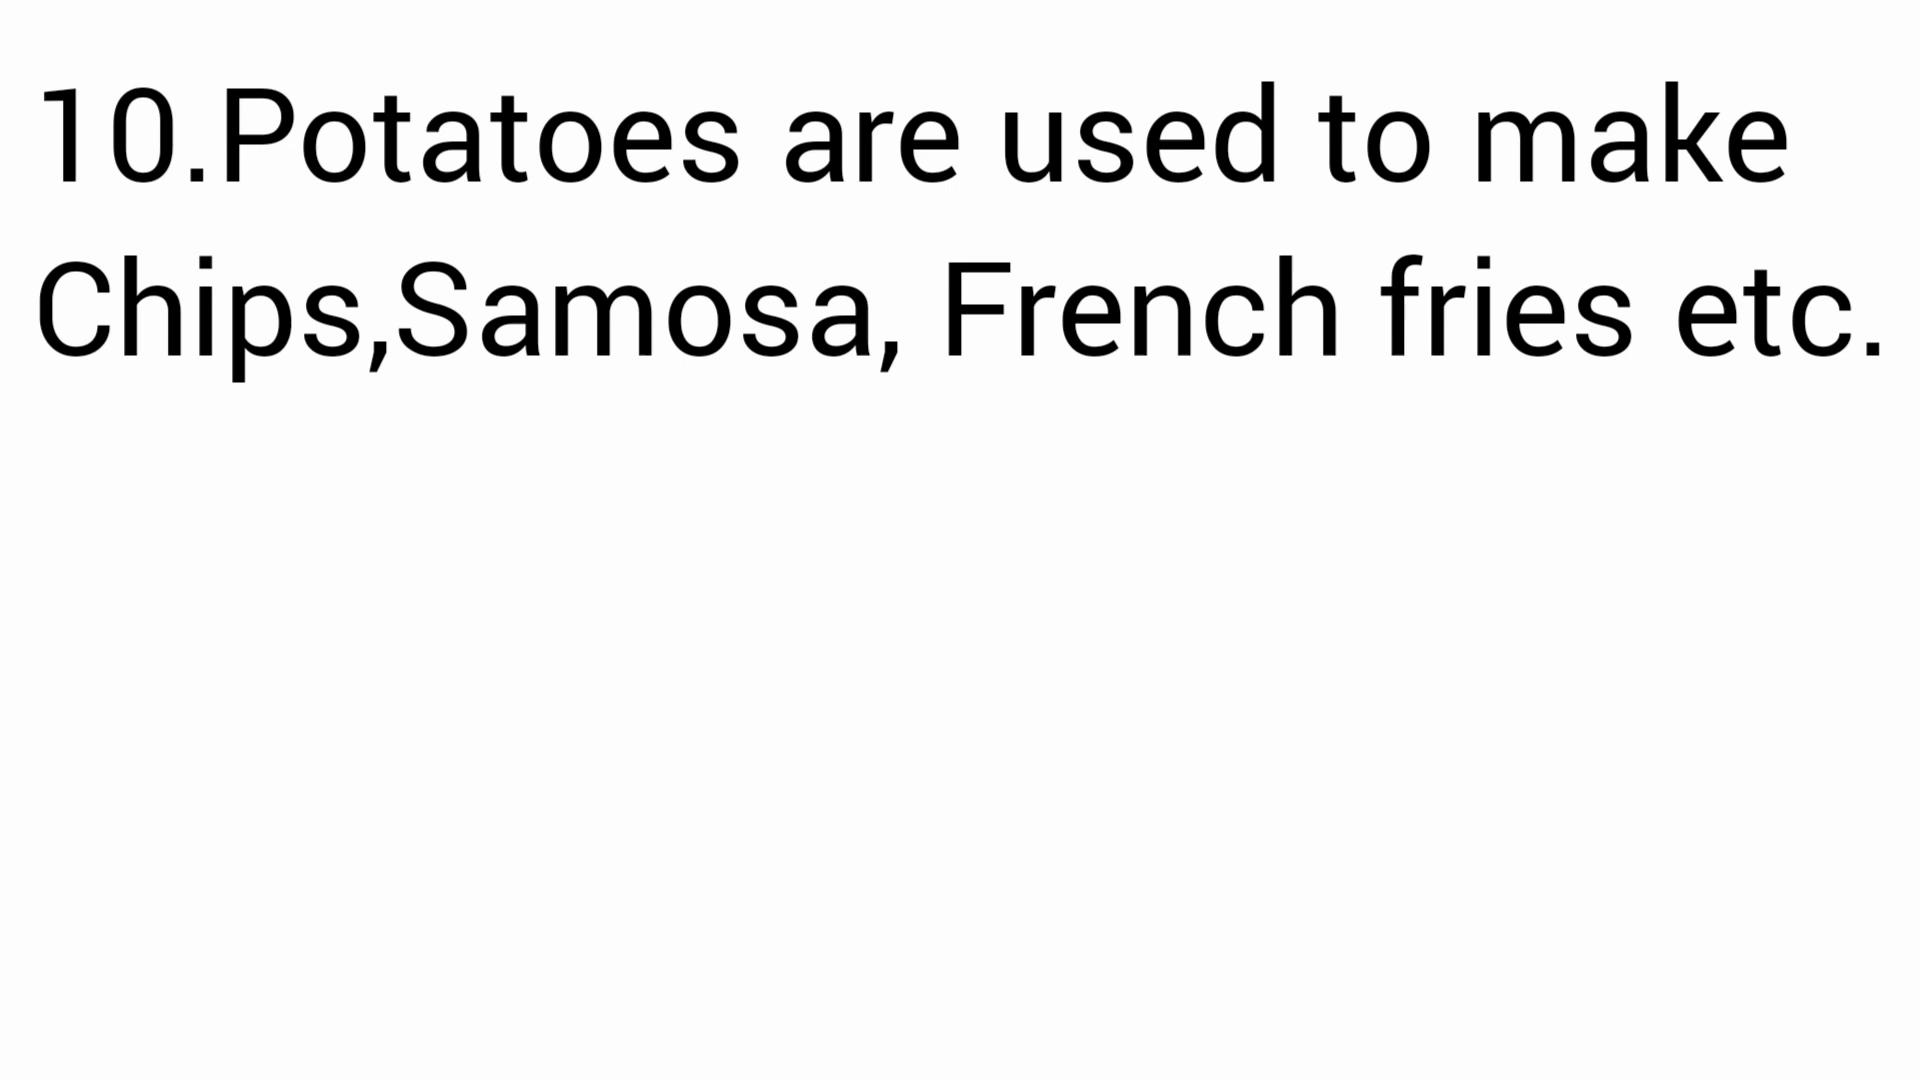 10.Potatoes are used to make
Chips,Samosa, French fries etc.